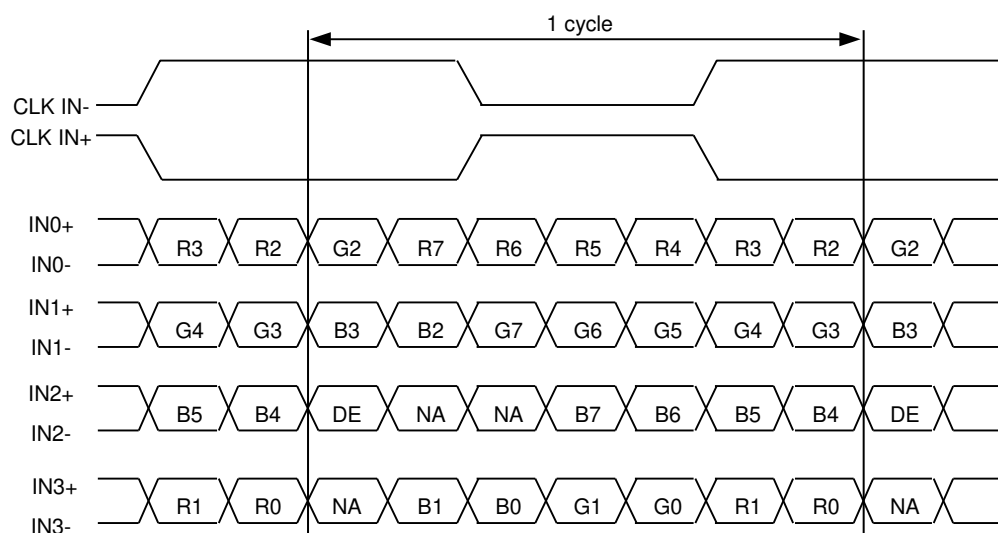 1 cycle
CLK IN-
CLK IN+
IN0+
R3 R2 G2 R7 R6 R5 R4 R3 R2 G2
IN0-
IN1+
G4 G3 B3 B2 G7 G6 G5 G4 G3 B3
IN1-
IN2+
B5 B4 DE NA NA B7 B6 B5 B4 DE
IN2-
IN3+
R1 R0 NA B1 B0 G1 G0 R1 R0 NA
IN3-